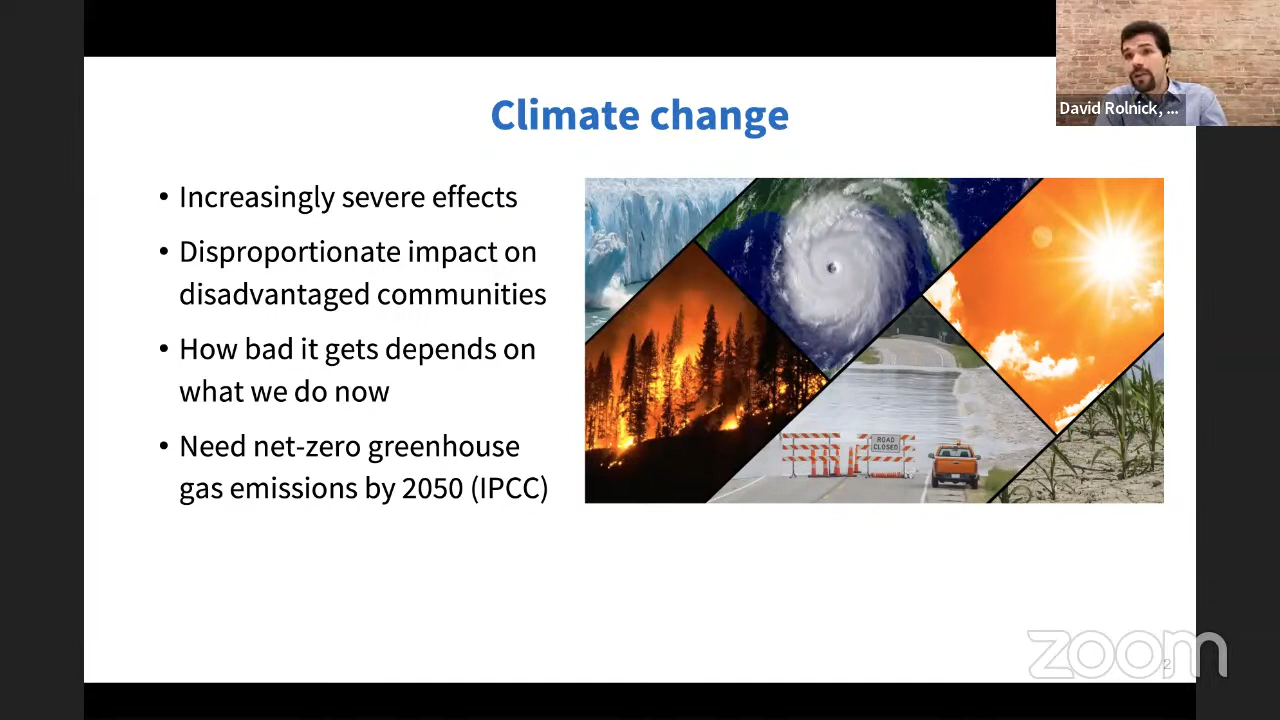 David Rolnick, ...
Climate change
• Increasingly severe effects
• Disproportionate impact on
disadvantaged communities
• How bad it gets depends on
what we do now
• Need net-zero greenhouse
gas emissions by 2050 (IPCC)
ROAD
CLOSED
zoom
2